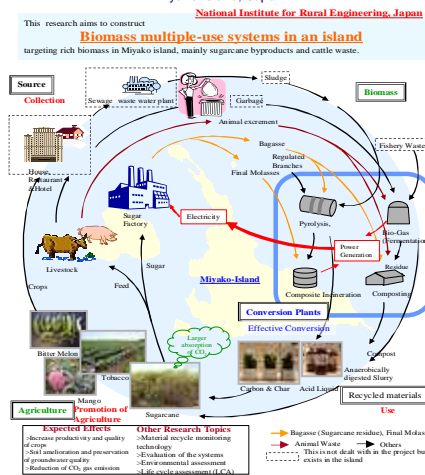 National Institute for Rural Engineering, Japan
This research aims to construct
Biomass multiple-use systems in an island
targeting rich biomass in Miyako island, mainly sugarcane byproducts and cattle waste.
Source
Collection
Sewage waste water plant
Sludge
Garbage
Biomass
Animal excrement
Fishery Waste
House,
Restaurant
&Hotel
Bagasse
Regulated
Branches
Final Molasses
Sugar
Factory
Electricity
Pyrolysis,
Bio-Gas
(Fermentation
Power
Generation
Livestock
Residue
Composite Incineration
Composting
Crops
Feed
Sugar
Miyako-Island
Conversion Plants
Effective Conversion
Larger
absorption
of CO2
Bitter Melon
Tobacco
Mango
Sugarcane
Carbon & Char
Acid Liquid
Compost
Anaerobically
digested Slurry
Recycled materials
Use
Agriculture
Promotion of
Agriculture
Expected Effects
>Increase productivity and quality
of crops
>Soil amelioration and preservation
of groundwater quality
>Reduction of CO2 gas emission
Other Research Topics
>Material recycle monitoring
technology
>Evaluation of the systems
>Environmental assessment
>Life cycle assessment (LCA)
Bagasse (Sugarcane residue), Final Molas
Animal Waste
Others
This is not dealt with in the project bu
exists in the island